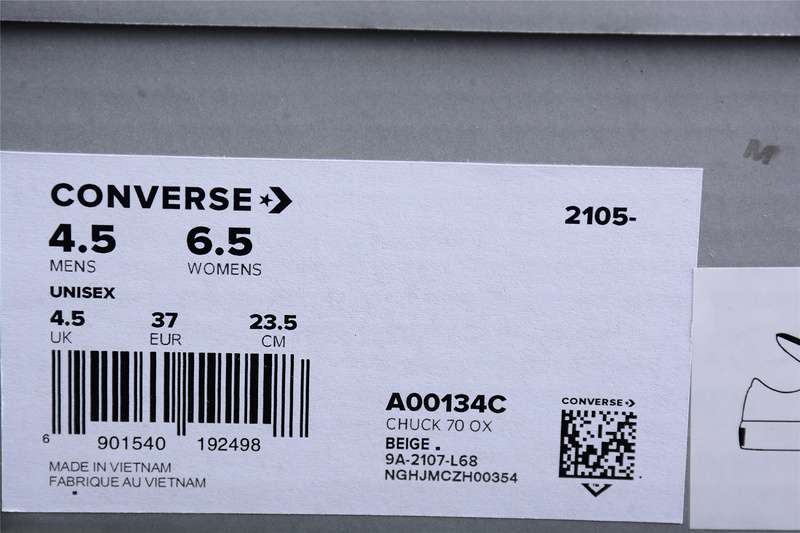 M
CONVERSE
2105-
4.5 6.5
MENS WOMENS
UNISEX
4.5 37 23.5
UK EUR CM
6 901540 192498
MADE IN VIETNAM
FABRIQUE AU VIETNAM
A00134C
CHUCK 70 OX
BEIGE .
9A-2107-L68
NGHJMCZH00354
CONVERSE